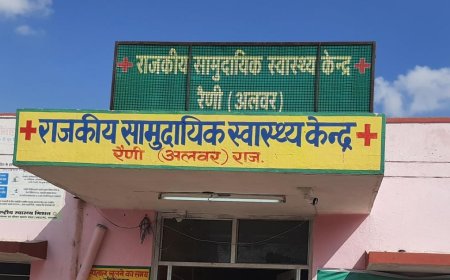 राजकीय सामुदायिक स्वास्थ्य केन्द्र
रेणी (अलवर)
राजकीय सामुदायिक स्वास्थ्य केन्द्र
रैणी (अलवर) राज.